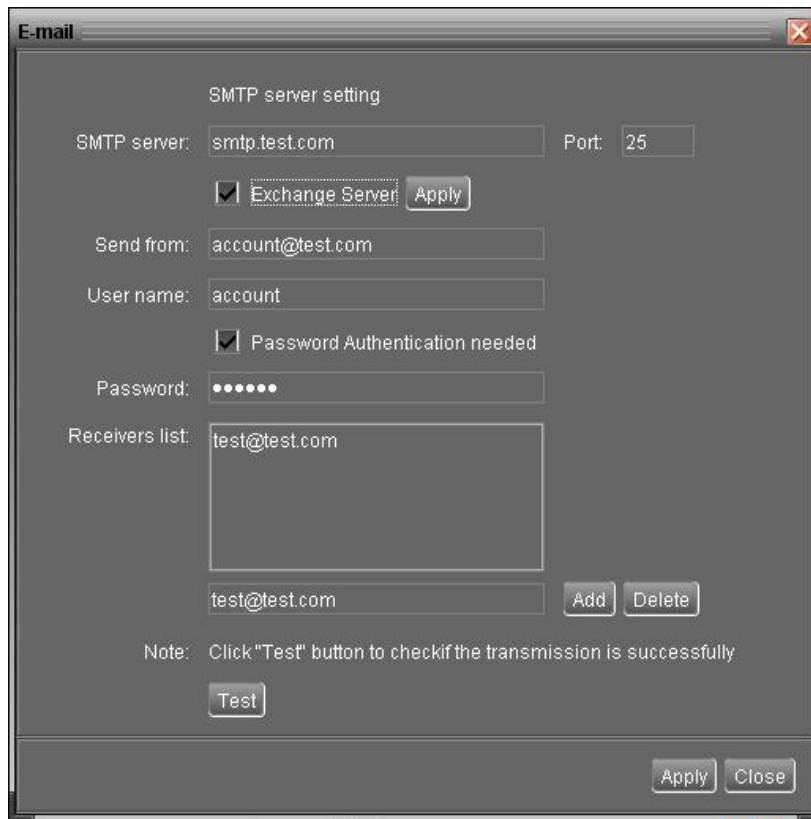 E-mail
SMTP server setting
SMTP server: smtp.test.com Port: 25
Exchange Server Apply
Send from: account@test.com
User name: account
Password Authentication needed
Password: ••••••
Receivers list: test@test.com
test@test.com Add Delete
Note: Click "Test" button to checkif the transmission is successfully
Test
Apply Close